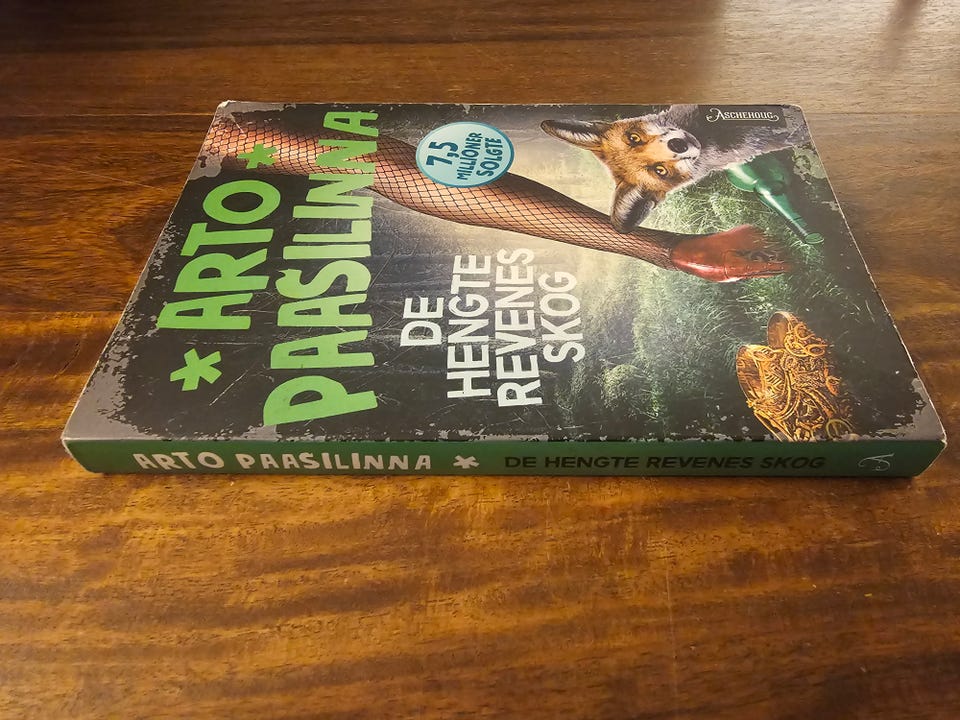 * ARTO *
PAASILINNA
7,5
MILLIONER
SOLGTE
DE
HENGTE
REVENES
SKOG
ASCHEHOUG
ARTO PAASILINNA * DE HENGTE REVENES SKOG A